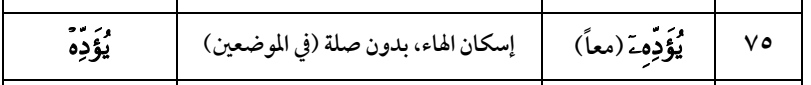 ٧٥ يُؤَدِّهِۦٓ (معاً) إسكان الهاء، بدون صلة (في الموضعين) يُؤَدِّهْ